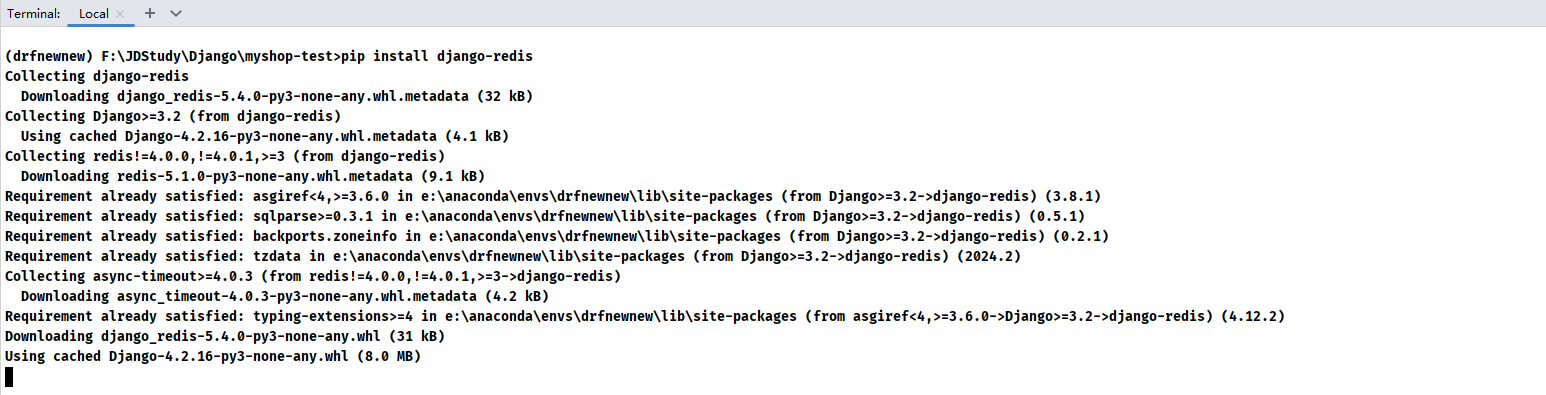 Terminal: Local × + ∨
(drfnewnew) F:\JDStudy\Django\myshop-test>pip install django-redis
Collecting django-redis
  Downloading django_redis-5.4.0-py3-none-any.whl.metadata (32 kB)
Collecting Django>=3.2 (from django-redis)
  Using cached Django-4.2.16-py3-none-any.whl.metadata (4.1 kB)
Collecting redis!=4.0.0,!=4.0.1,>=3 (from django-redis)
  Downloading redis-5.1.0-py3-none-any.whl.metadata (9.1 kB)
Requirement already satisfied: asgiref<4,>=3.6.0 in e:\anaconda\envs\drfnewnew\lib\site-packages (from Django>=3.2->django-redis) (3.8.1)
Requirement already satisfied: sqlparse>=0.3.1 in e:\anaconda\envs\drfnewnew\lib\site-packages (from Django>=3.2->django-redis) (0.5.1)
Requirement already satisfied: backports.zoneinfo in e:\anaconda\envs\drfnewnew\lib\site-packages (from Django>=3.2->django-redis) (0.2.1)
Requirement already satisfied: tzdata in e:\anaconda\envs\drfnewnew\lib\site-packages (from Django>=3.2->django-redis) (2024.2)
Collecting async-timeout>=4.0.3 (from redis!=4.0.0,!=4.0.1,>=3->django-redis)
  Downloading async_timeout-4.0.3-py3-none-any.whl.metadata (4.2 kB)
Requirement already satisfied: typing-extensions>=4 in e:\anaconda\envs\drfnewnew\lib\site-packages (from asgiref<4,>=3.6.0->Django>=3.2->django-redis) (4.12.2)
Downloading django_redis-5.4.0-py3-none-any.whl (31 kB)
Using cached Django-4.2.16-py3-none-any.whl (8.0 MB)